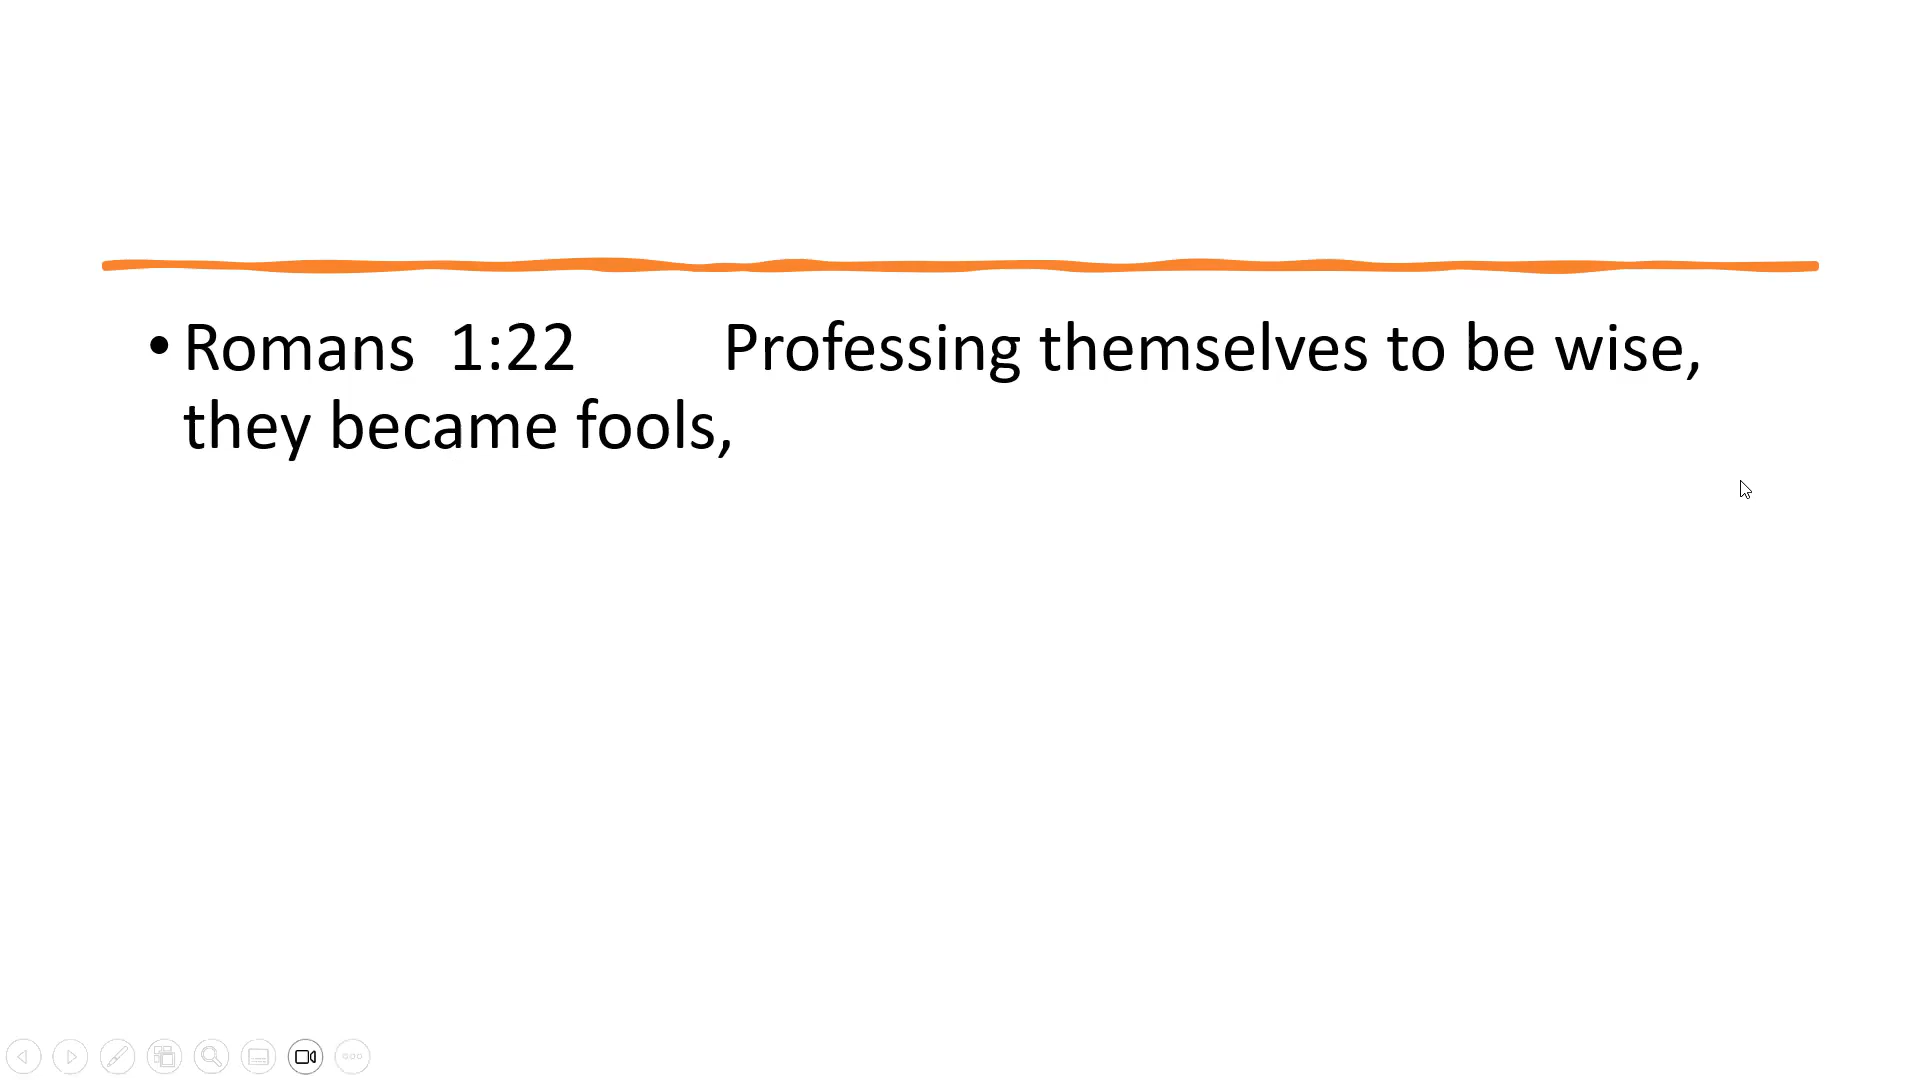 • Romans 1:22 Professing themselves to be wise,
they became fools,